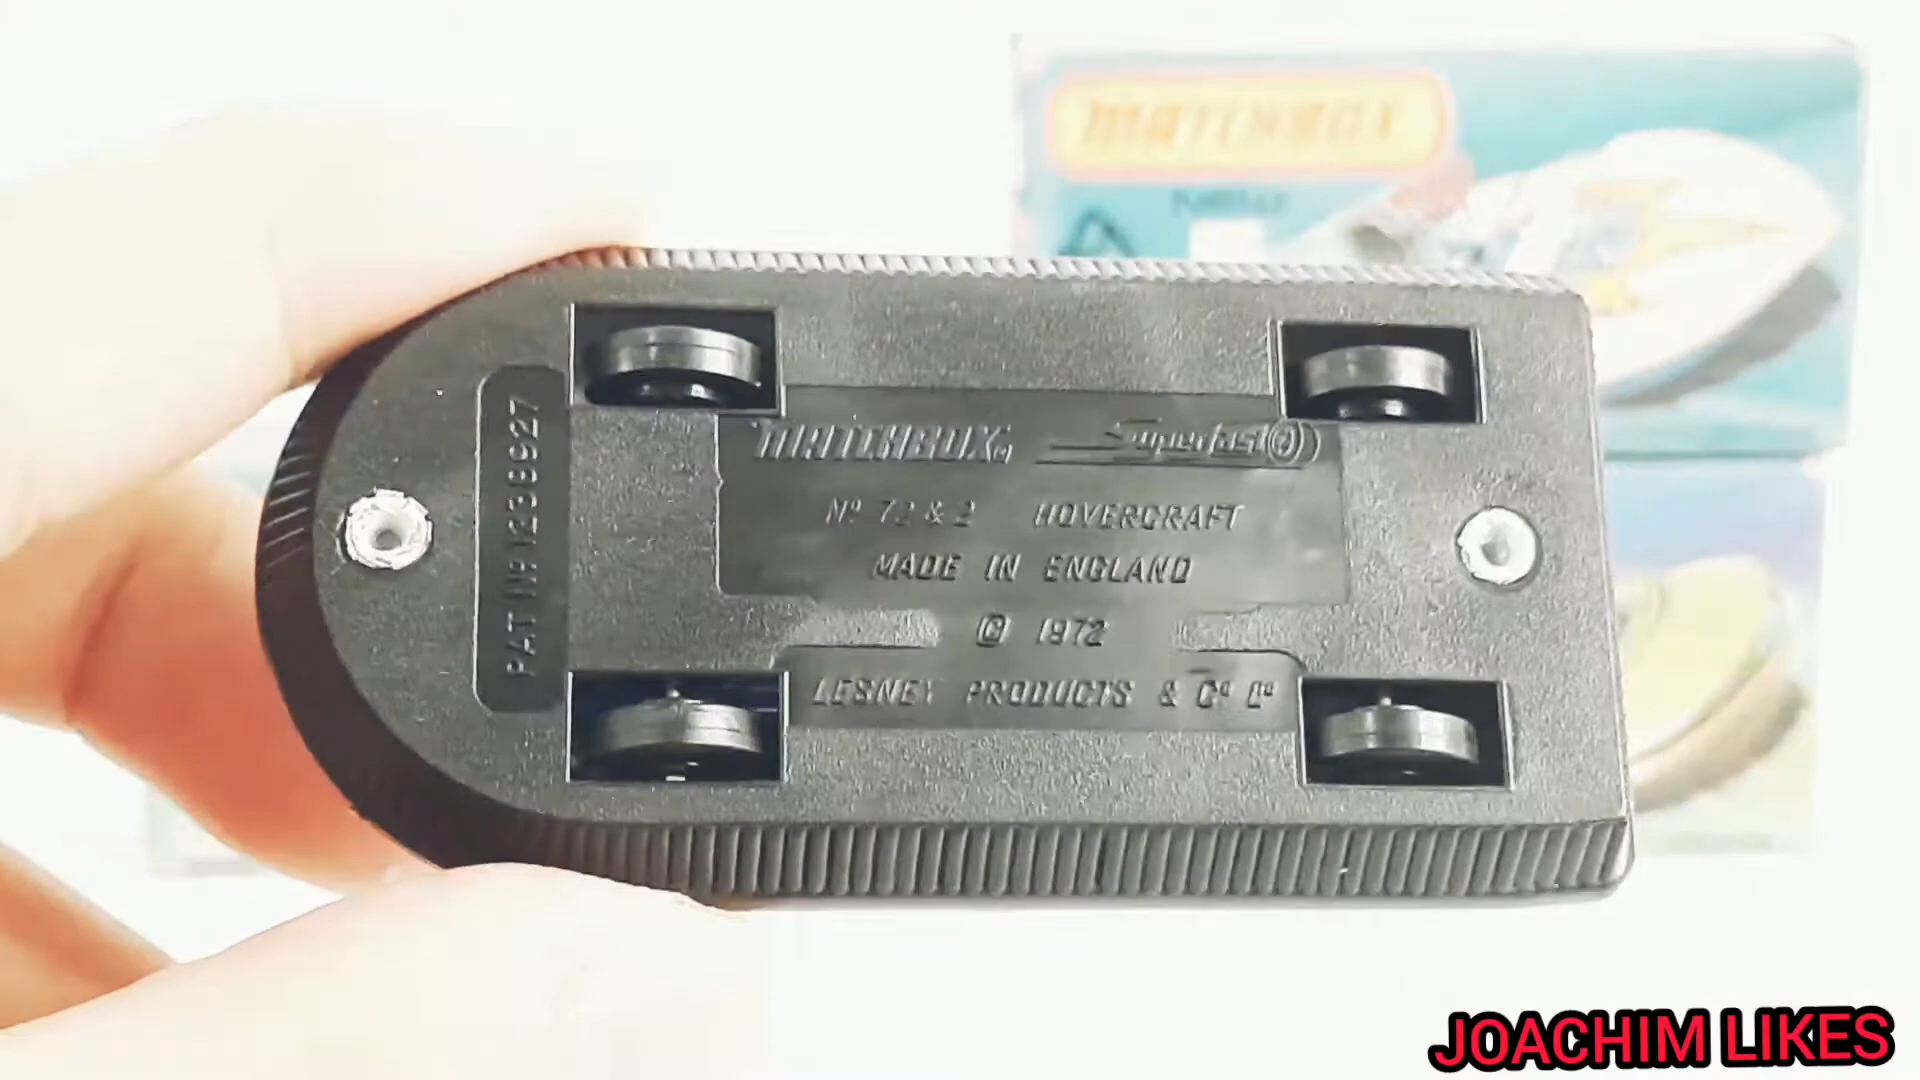 MATCHBOX
MATCHBOX Superfast
Nº 72 & 2 HOVERCRAFT
MADE IN ENGLAND
© 1972
LESNEY PRODUCTS & Cº Lᵀᴰ
PAT Nº 1238927
JOACHIM LIKES